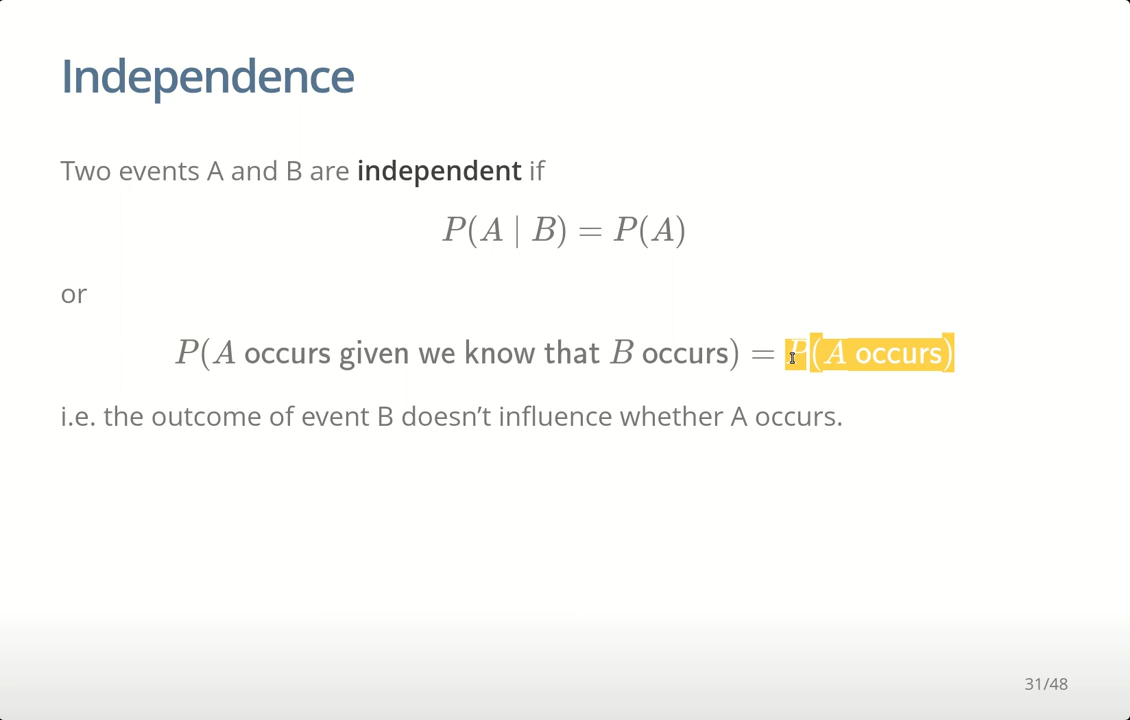 Independence
Two events A and B are independent if
P(A | B) = P(A)
or
P(A occurs given we know that B occurs) = P(A occurs)
i.e. the outcome of event B doesn’t influence whether A occurs.
31/48